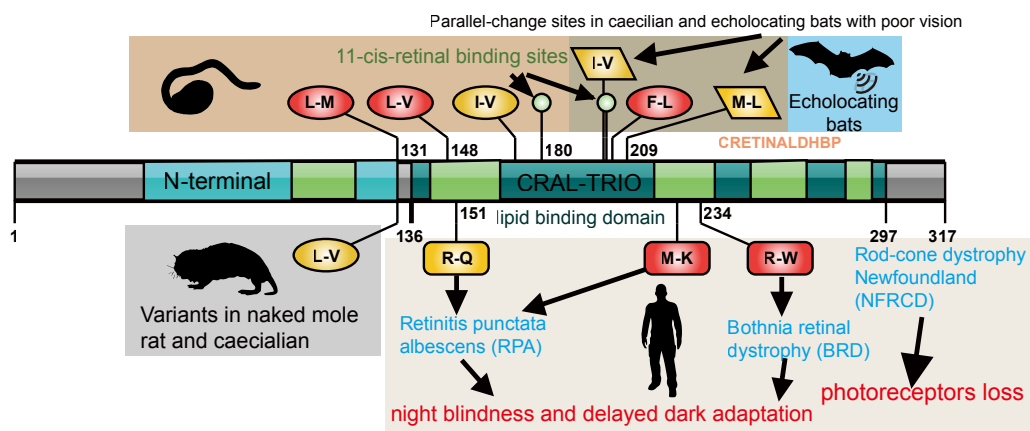 Parallel-change sites in caecilian and echolocating bats with poor vision
11-cis-retinal binding sites
I-V
L-M
L-V
I-V
F-L
M-L
Echolocating
bats
131
148
180
209
CRETINALDHBP
N-terminal
CRAL-TRIO
lipid binding domain
1
136
151
234
297
317
L-V
R-Q
M-K
R-W
Variants in naked mole
rat and caecialian
Retinitis punctata
albescens (RPA)
Bothnia retinal
dystrophy (BRD)
Rod-cone dystrophy
Newfoundland
(NFRCD)
night blindness and delayed dark adaptation
photoreceptors loss